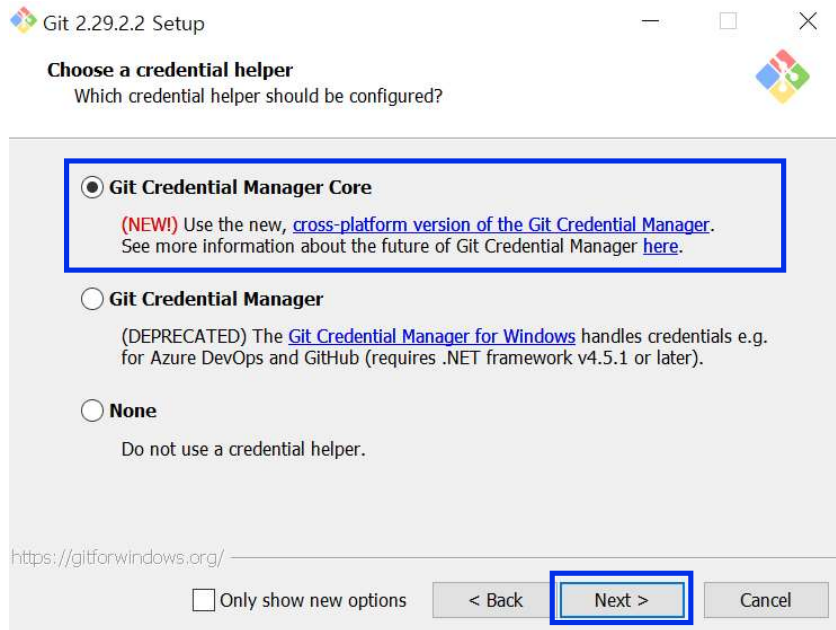 Git 2.29.2.2 Setup
Choose a credential helper
Which credential helper should be configured?
Git Credential Manager Core
(NEW!) Use the new, cross-platform version of the Git Credential Manager.
See more information about the future of Git Credential Manager here.
Git Credential Manager
(DEPRECATED) The Git Credential Manager for Windows handles credentials e.g.
for Azure DevOps and GitHub (requires .NET framework v4.5.1 or later).
None
Do not use a credential helper.
https://gitforwindows.org/
Only show new options
< Back
Next >
Cancel